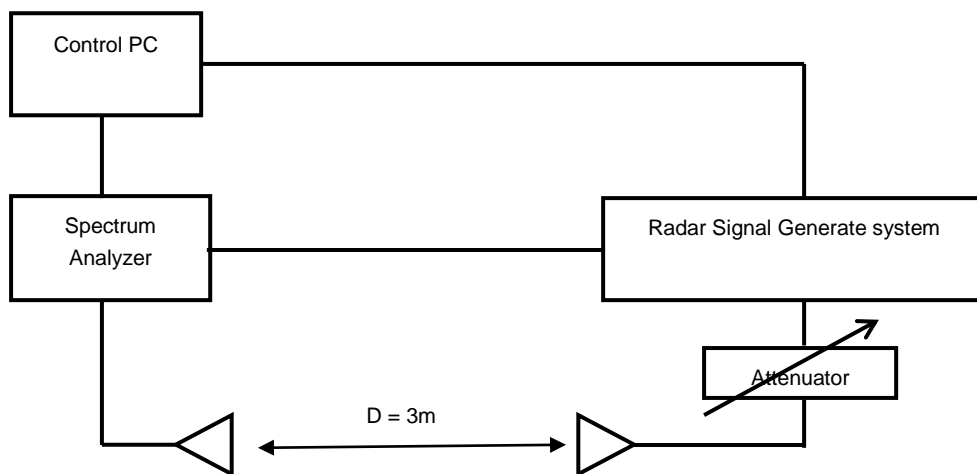 Control PC
Spectrum
Analyzer
Radar Signal Generate system
Attenuator
D = 3m